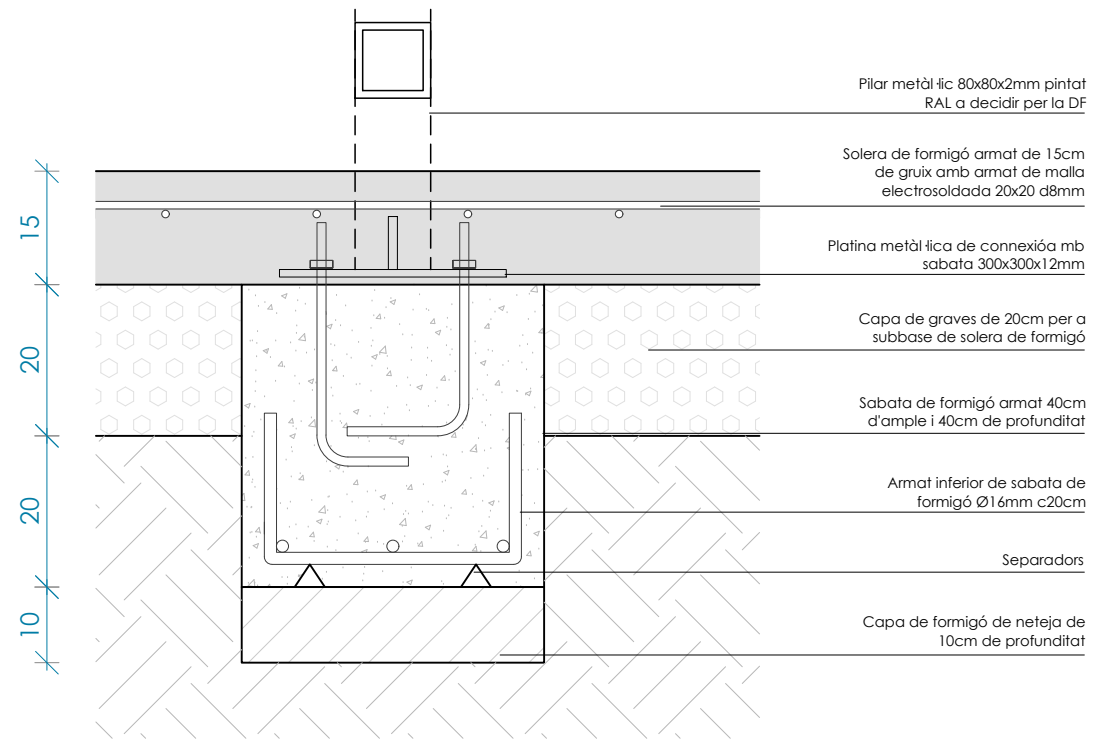 Pilar metàl·lic 80x80x2mm pintat
RAL a decidir per la DF
Solera de formigó armat de 15cm
de gruix amb armat de malla
electrosoldada 20x20 d8mm
15
Platina metàl·lica de connexióa mb
sabata 300x300x12mm
Capa de graves de 20cm per a
subbase de solera de formigó
20
Sabata de formigó armat 40cm
d'ample i 40cm de profunditat
Armat inferior de sabata de
formigó Ø16mm c20cm
20
Separadors
Capa de formigó de neteja de
10cm de profunditat
10